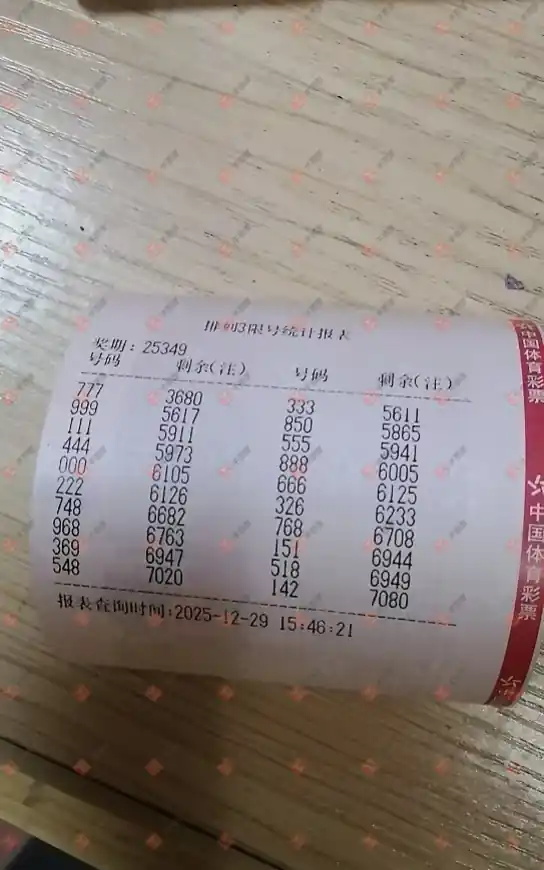 排列3限号统计报表
奖期：25349
号码 剩余(注) 号码 剩余(注)
777 3680 333 5611
999 5617 850 5865
111 5911 555 5941
444 5973 888 6005
000 6105 666 6125
222 6126 326 6233
748 6682 768 6708
968 6763 151 6944
369 6947 518 6949
548 7020 142 7080
报表查询时间:2025-12-29 15:46:21
中国体育彩票
中国体育彩票